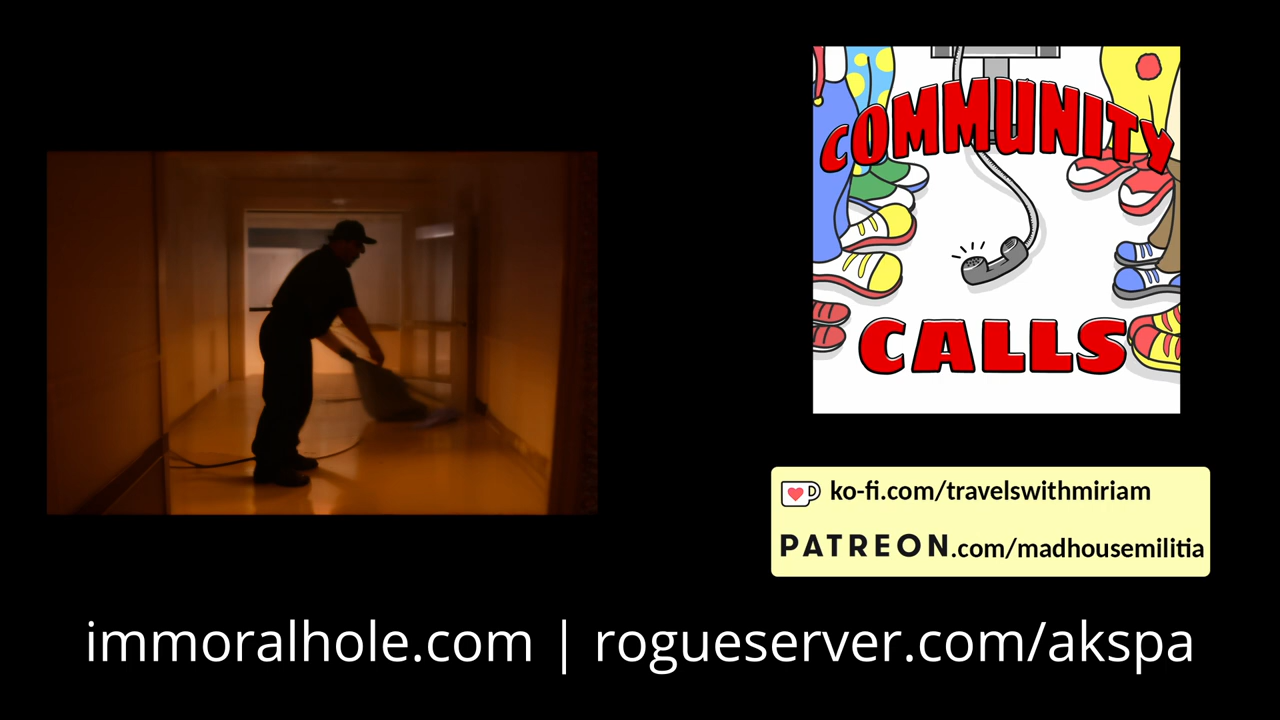 COMMUNITY
CALLS
ko-fi.com/travelswithmiriam
PATREON.com/madhousemilitia
immoralhole.com | rogueserver.com/akspa